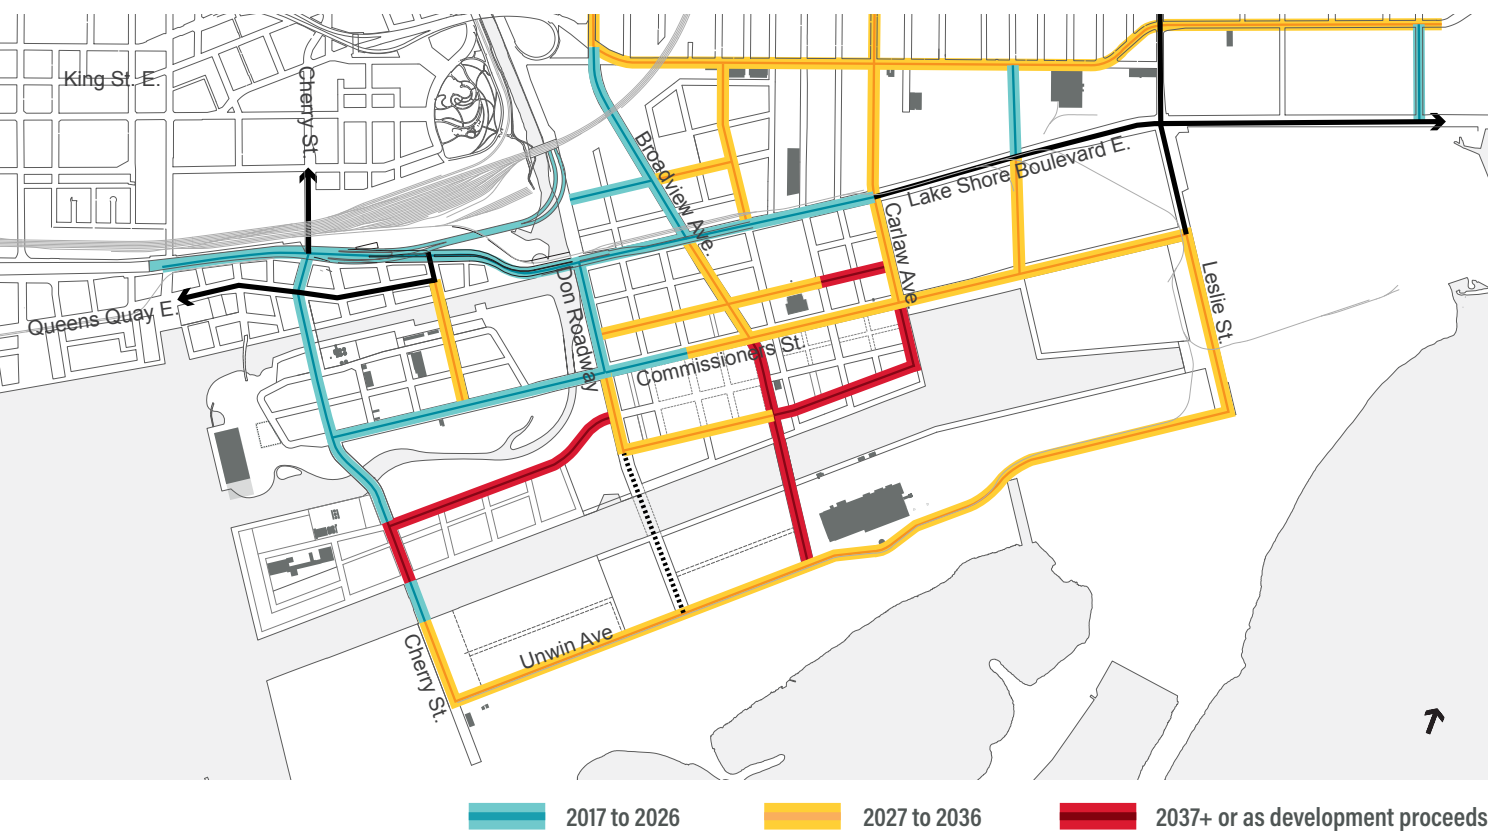 King St. E.
Cherry St.
Broadview Ave.
Lake Shore Boulevard E.
Carlaw Ave
Don Roadway
Queens Quay E.
Leslie St.
Commissioners St.
Unwin Ave
Cherry St.
2017 to 2026
2027 to 2036
2037+ or as development proceeds